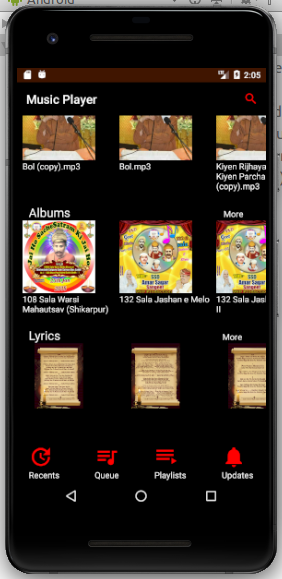 Android
2:05
Music Player
Bol (copy).mp3
Bol.mp3
Kiyen Rijhaya
Kiyen Parcha
(copy).mp3
Albums
More
108 Sala Warsi
Mahautsav (Shikarpur)
132 Sala Jashan e Melo
132 Sala Jas
II
Lyrics
More
Recents
Queue
Playlists
Updates